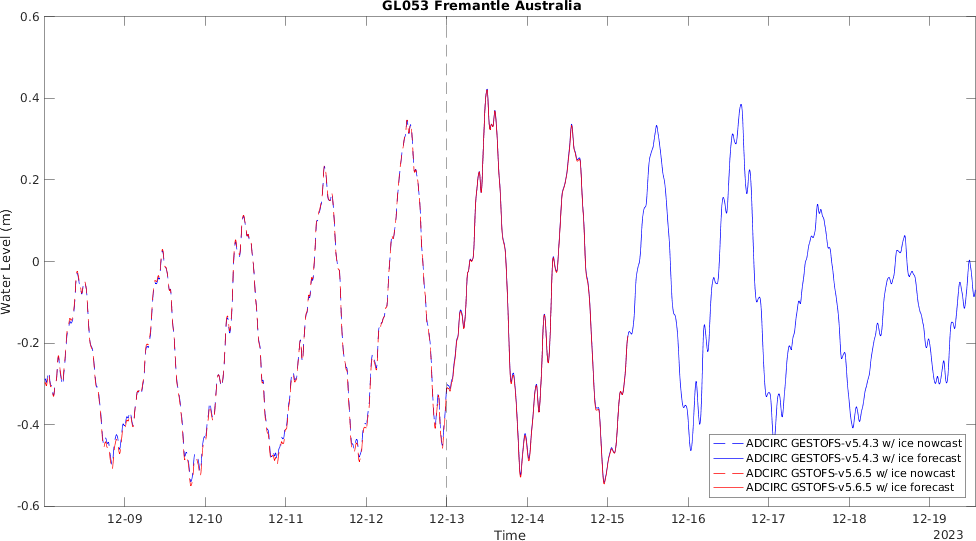 GL053 Fremantle Australia
Water Level (m)
0.6
0.4
0.2
0
-0.2
-0.4
-0.6
ADCIRC GESTOFS-v5.4.3 w/ ice nowcast
ADCIRC GESTOFS-v5.4.3 w/ ice forecast
ADCIRC GSTOFS-v5.6.5 w/ ice nowcast
ADCIRC GSTOFS-v5.6.5 w/ ice forecast
12-09 12-10 12-11 12-12 12-13 12-14 12-15 12-16 12-17 12-18 12-19
Time 2023